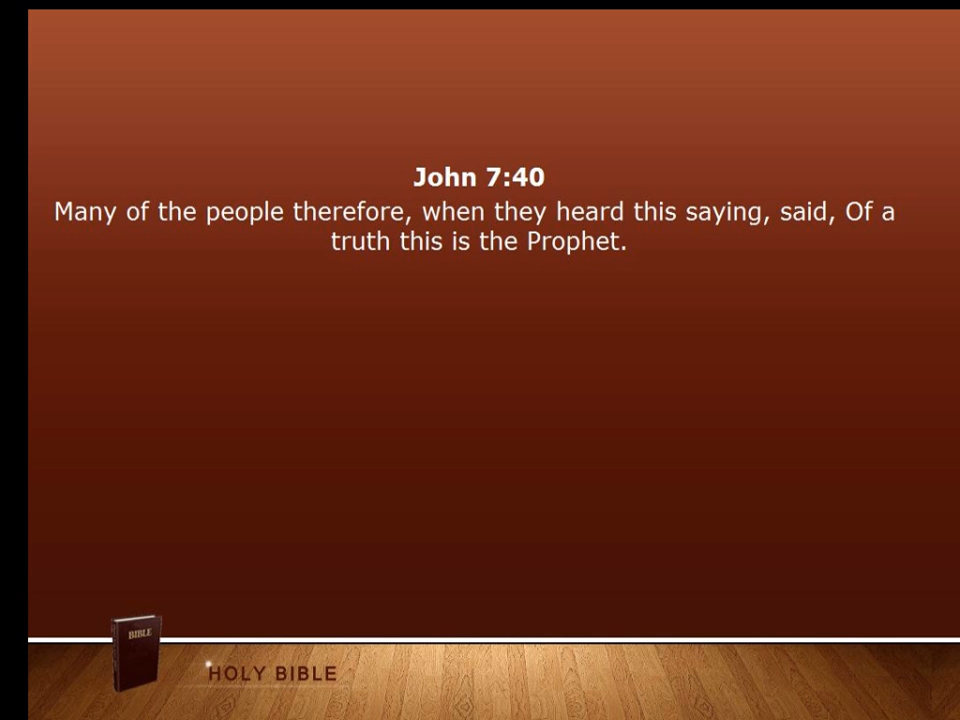 John 7:40
Many of the people therefore, when they heard this saying, said, Of a
truth this is the Prophet.
BIBLE
HOLY BIBLE